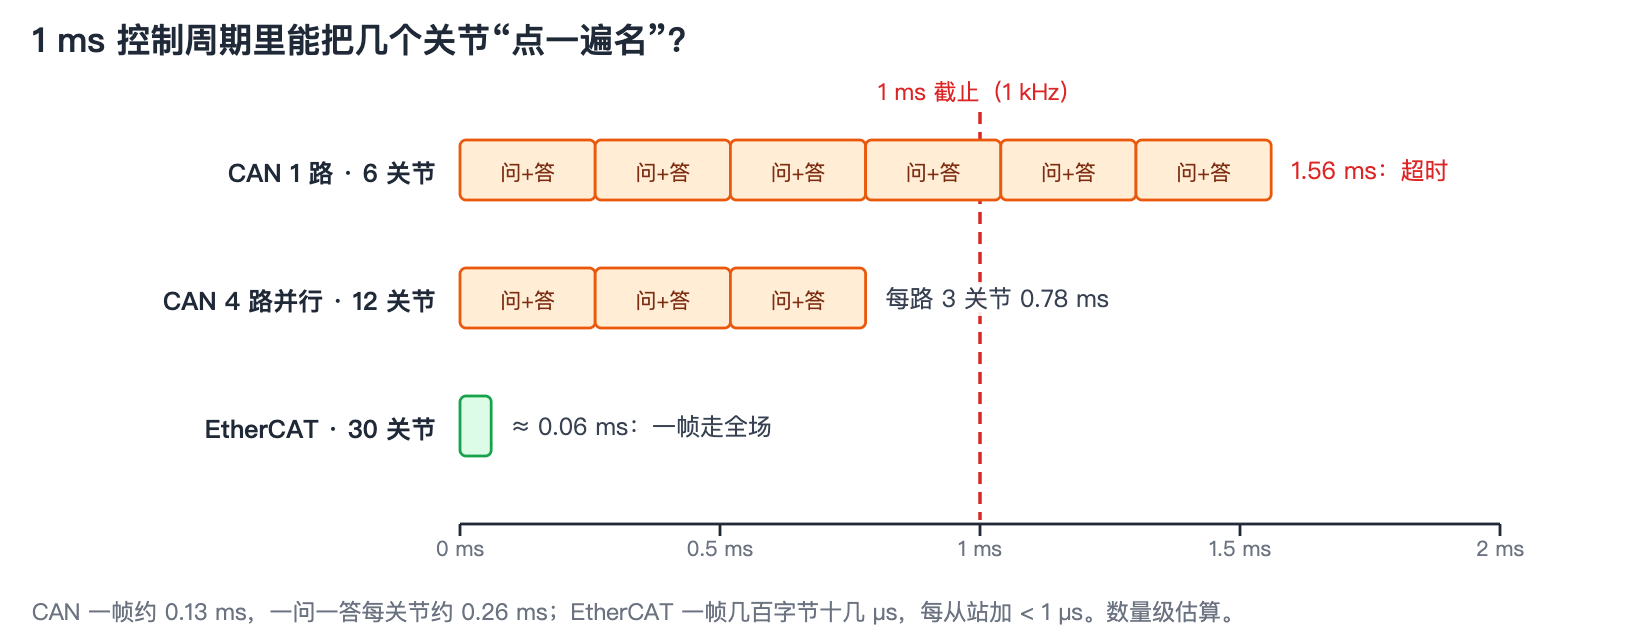 1 ms 控制周期里能把几个关节“点一遍名”?
1 ms 截止（1 kHz）
CAN 1 路 · 6 关节
问+答 问+答 问+答 问+答 问+答 问+答
1.56 ms：超时
CAN 4 路并行 · 12 关节
问+答 问+答 问+答
每路 3 关节 0.78 ms
EtherCAT · 30 关节
≈ 0.06 ms：一帧走全场
0 ms 0.5 ms 1 ms 1.5 ms 2 ms
CAN 一帧约 0.13 ms，一问一答每关节约 0.26 ms；EtherCAT 一帧几百字节十几 µs，每从站加 < 1 µs。数量级估算。